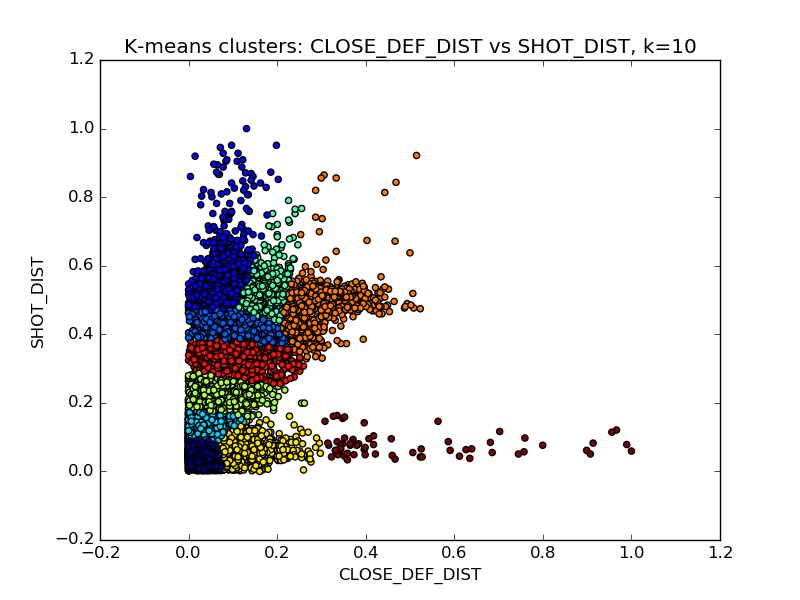 K-means clusters: CLOSE_DEF_DIST vs SHOT_DIST, k=10
1.2
1.0
0.8
0.6
0.4
0.2
0.0
−0.2
SHOT_DIST
−0.2 0.0 0.2 0.4 0.6 0.8 1.0 1.2
CLOSE_DEF_DIST